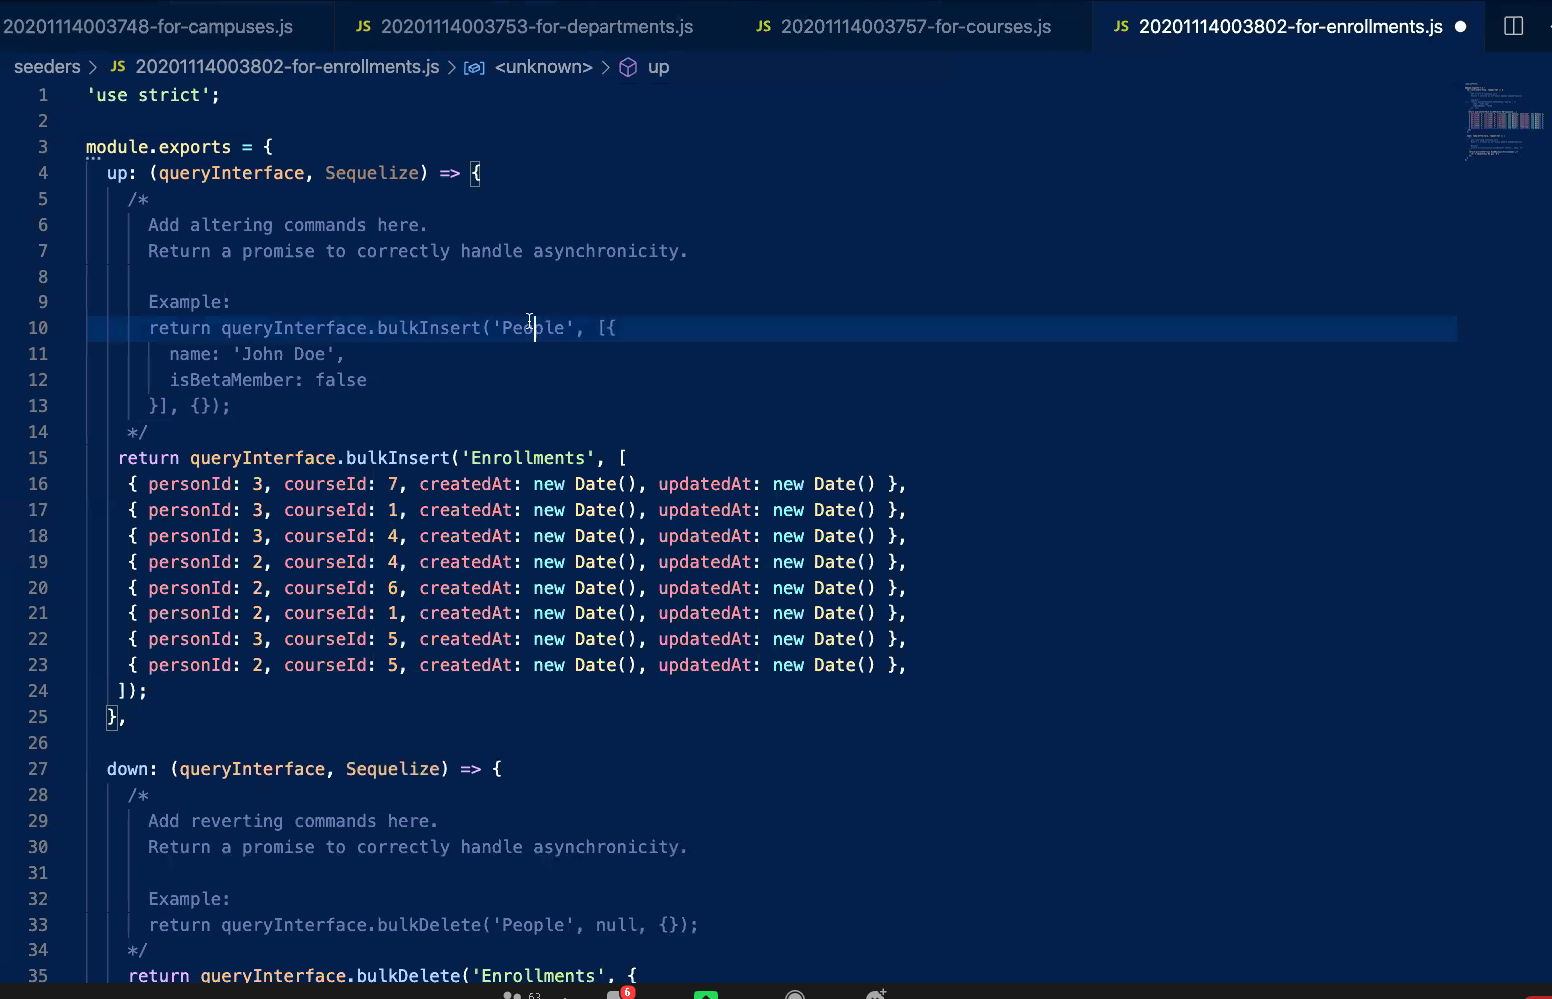 20201114003748-for-campuses.js JS 20201114003753-for-departments.js JS 20201114003757-for-courses.js JS 20201114003802-for-enrollments.js
seeders > JS 20201114003802-for-enrollments.js > <unknown> > up
1 'use strict';
2
3 module.exports = {
4 up: (queryInterface, Sequelize) => {
5 /*
6 Add altering commands here.
7 Return a promise to correctly handle asynchronicity.
8
9 Example:
10 return queryInterface.bulkInsert('People', [{
11 name: 'John Doe',
12 isBetaMember: false
13 }], {});
14 */
15 return queryInterface.bulkInsert('Enrollments', [
16 { personId: 3, courseId: 7, createdAt: new Date(), updatedAt: new Date() },
17 { personId: 3, courseId: 1, createdAt: new Date(), updatedAt: new Date() },
18 { personId: 3, courseId: 4, createdAt: new Date(), updatedAt: new Date() },
19 { personId: 2, courseId: 4, createdAt: new Date(), updatedAt: new Date() },
20 { personId: 2, courseId: 6, createdAt: new Date(), updatedAt: new Date() },
21 { personId: 2, courseId: 1, createdAt: new Date(), updatedAt: new Date() },
22 { personId: 3, courseId: 5, createdAt: new Date(), updatedAt: new Date() },
23 { personId: 2, courseId: 5, createdAt: new Date(), updatedAt: new Date() },
24 ]);
25 },
26
27 down: (queryInterface, Sequelize) => {
28 /*
29 Add reverting commands here.
30 Return a promise to correctly handle asynchronicity.
31
32 Example:
33 return queryInterface.bulkDelete('People', null, {});
34 */
35 return queryInterface.bulkDelete('Enrollments', {
63 6